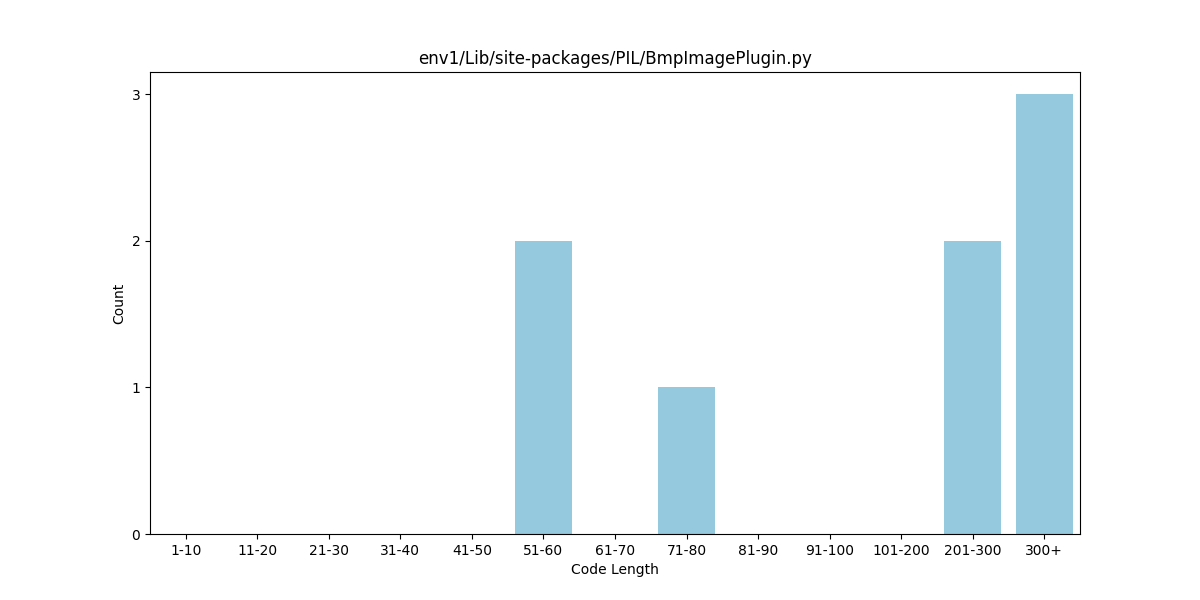 env1/Lib/site-packages/PIL/BmpImagePlugin.py
3
2
1
0
Count
1-10 11-20 21-30 31-40 41-50 51-60 61-70 71-80 81-90 91-100 101-200 201-300 300+
Code Length